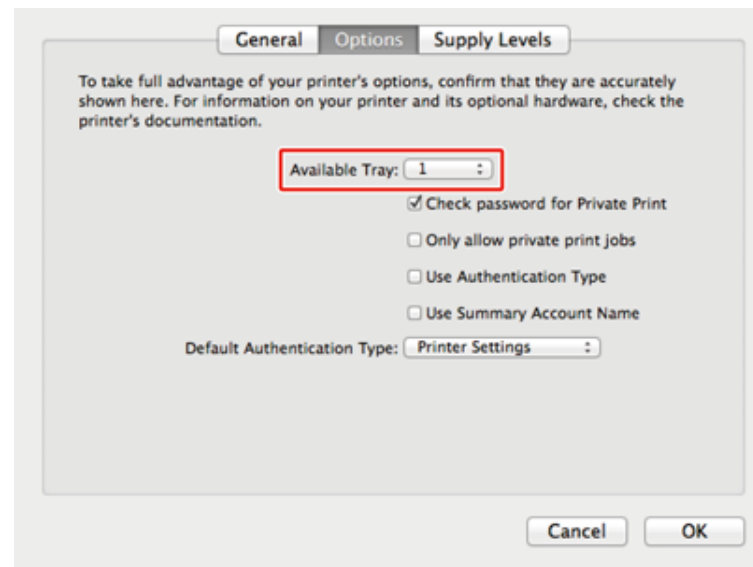 General Options Supply Levels
To take full advantage of your printer's options, confirm that they are accurately
shown here. For information on your printer and its optional hardware, check the
printer's documentation.
Available Tray: 1
Check password for Private Print
Only allow private print jobs
Use Authentication Type
Use Summary Account Name
Default Authentication Type: Printer Settings
Cancel OK